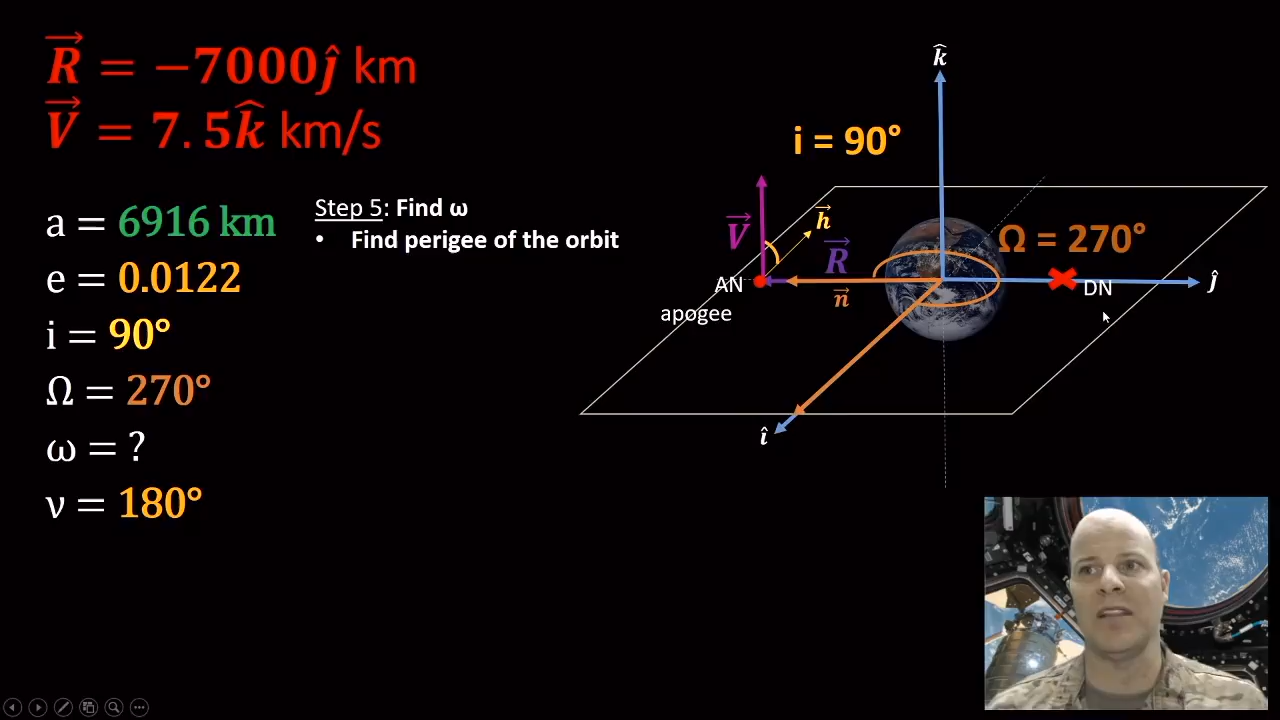 R⃗ = −7000ĵ km
V⃗ = 7.5k̂ km/s
a = 6916 km
e = 0.0122
i = 90°
Ω = 270°
ω = ?
ν = 180°
Step 5: Find ω
• Find perigee of the orbit
k̂
i = 90°
V⃗
h⃗
R⃗
Ω = 270°
AN
n⃗
DN
ĵ
apogee
î